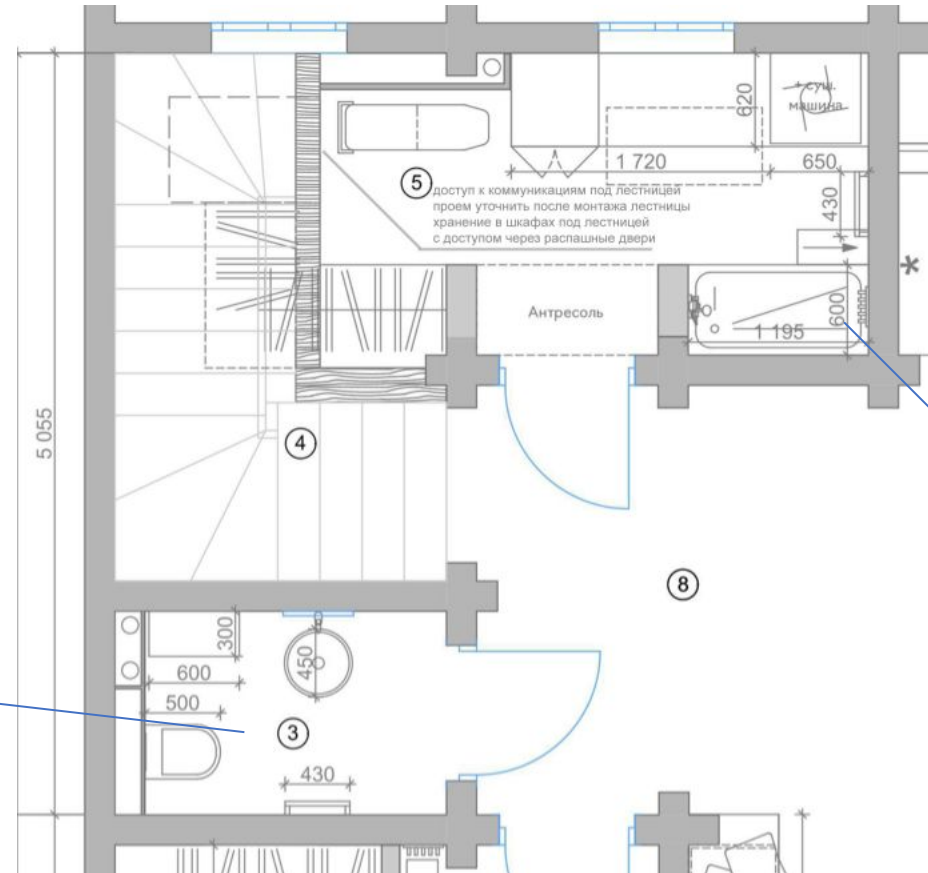 620
+ суш.
машина
1 720
650
5
доступ к коммуникациям под лестницей
проем уточнить после монтажа лестницы
хранение в шкафах под лестницей
с доступом через распашные двери
430
*
Антресоль
600
1 195
5 055
4
8
300
450
600
500
3
430